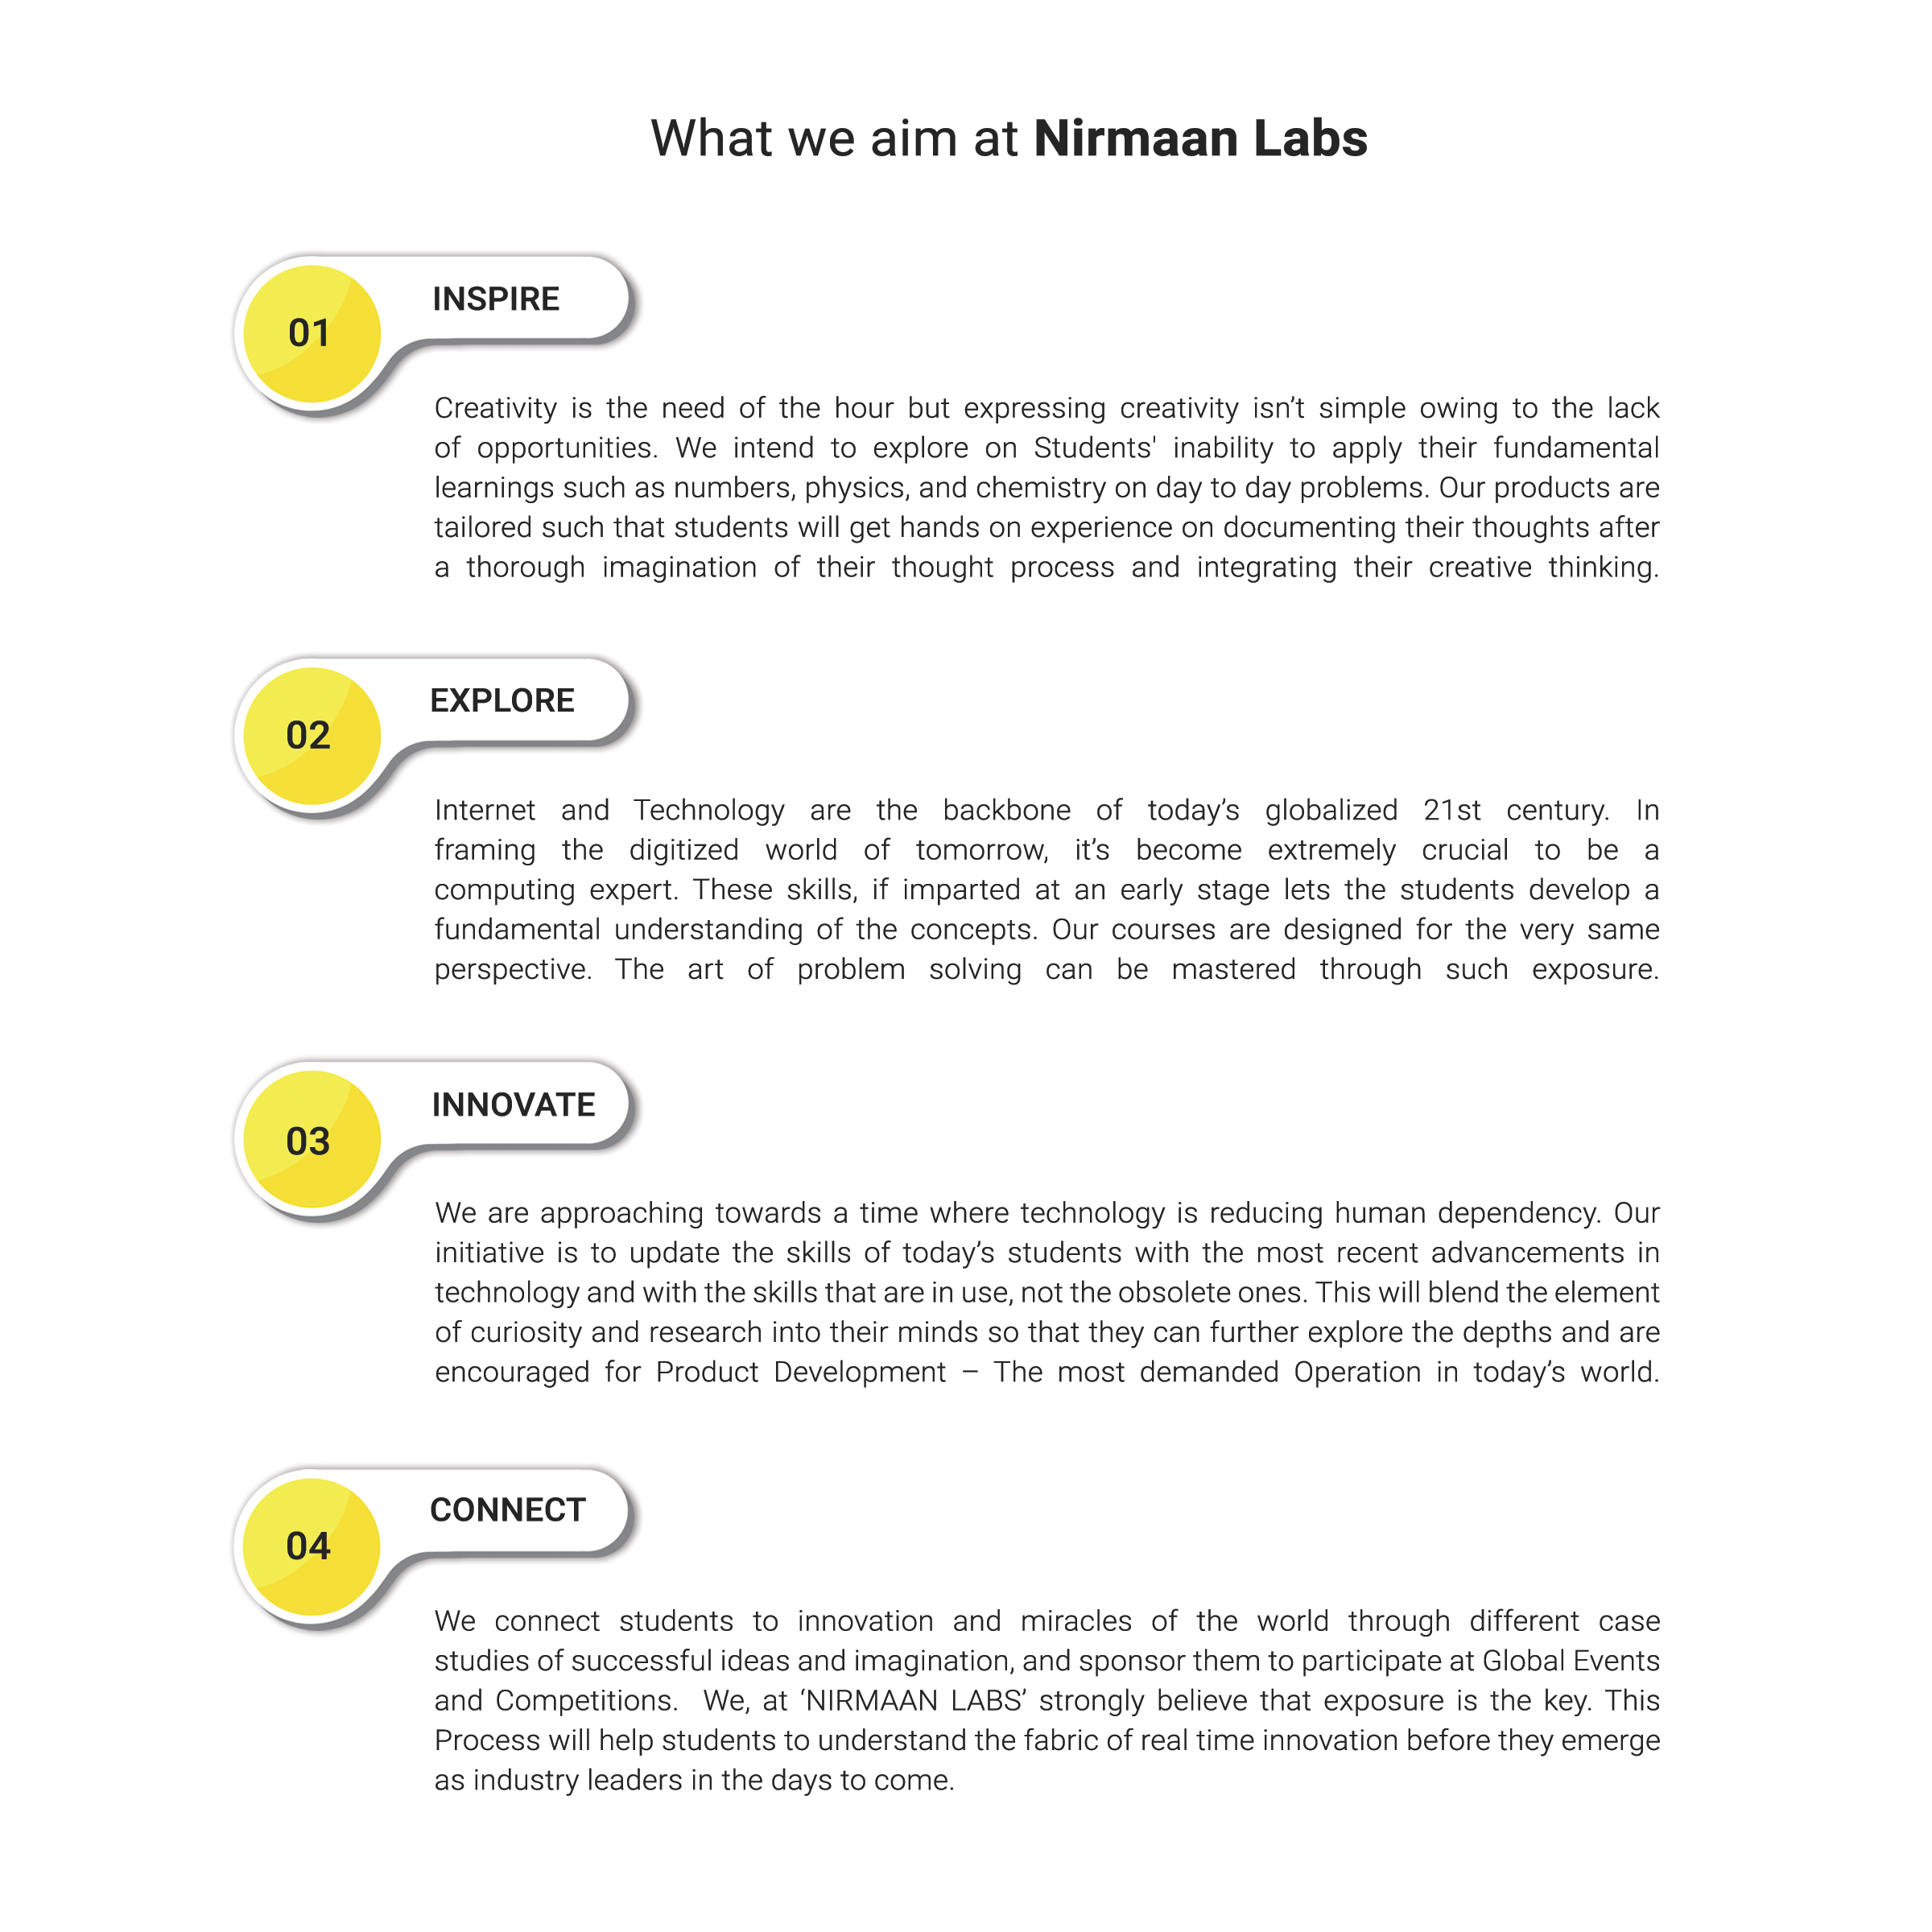 What we aim at Nirmaan Labs
01
INSPIRE
Creativity is the need of the hour but expressing creativity isn’t simple owing to the lack
of opportunities. We intend to explore on Students' inability to apply their fundamental
learnings such as numbers, physics, and chemistry on day to day problems. Our products are
tailored such that students will get hands on experience on documenting their thoughts after
a thorough imagination of their thought process and integrating their creative thinking.
02
EXPLORE
Internet and Technology are the backbone of today’s globalized 21st century. In
framing the digitized world of tomorrow, it’s become extremely crucial to be a
computing expert. These skills, if imparted at an early stage lets the students develop a
fundamental understanding of the concepts. Our courses are designed for the very same
perspective. The art of problem solving can be mastered through such exposure.
03
INNOVATE
We are approaching towards a time where technology is reducing human dependency. Our
initiative is to update the skills of today’s students with the most recent advancements in
technology and with the skills that are in use, not the obsolete ones. This will blend the element
of curiosity and research into their minds so that they can further explore the depths and are
encouraged for Product Development – The most demanded Operation in today’s world.
04
CONNECT
We connect students to innovation and miracles of the world through different case
studies of successful ideas and imagination, and sponsor them to participate at Global Events
and Competitions.  We, at ‘NIRMAAN LABS’ strongly believe that exposure is the key. This
Process will help students to understand the fabric of real time innovation before they emerge
as industry leaders in the days to come.